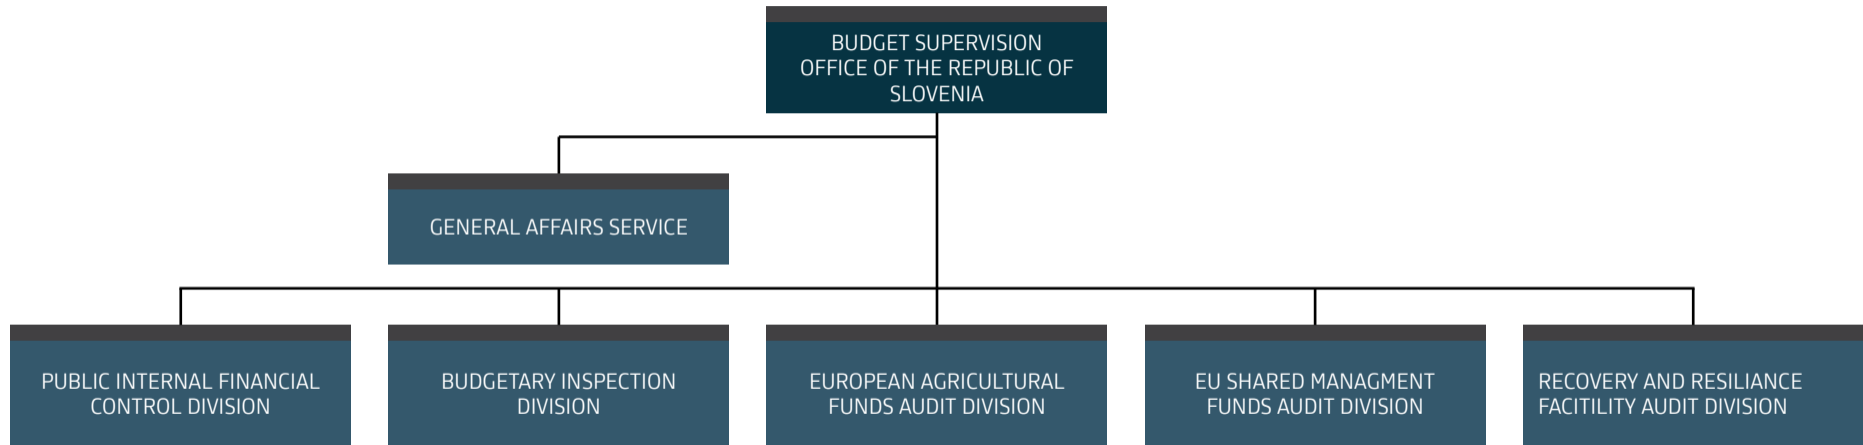 BUDGET SUPERVISION
OFFICE OF THE REPUBLIC OF
SLOVENIA
GENERAL AFFAIRS SERVICE
PUBLIC INTERNAL FINANCIAL
CONTROL DIVISION
BUDGETARY INSPECTION
DIVISION
EUROPEAN AGRICULTURAL
FUNDS AUDIT DIVISION
EU SHARED MANAGMENT
FUNDS AUDIT DIVISION
RECOVERY AND RESILIANCE
FACITILITY AUDIT DIVISION